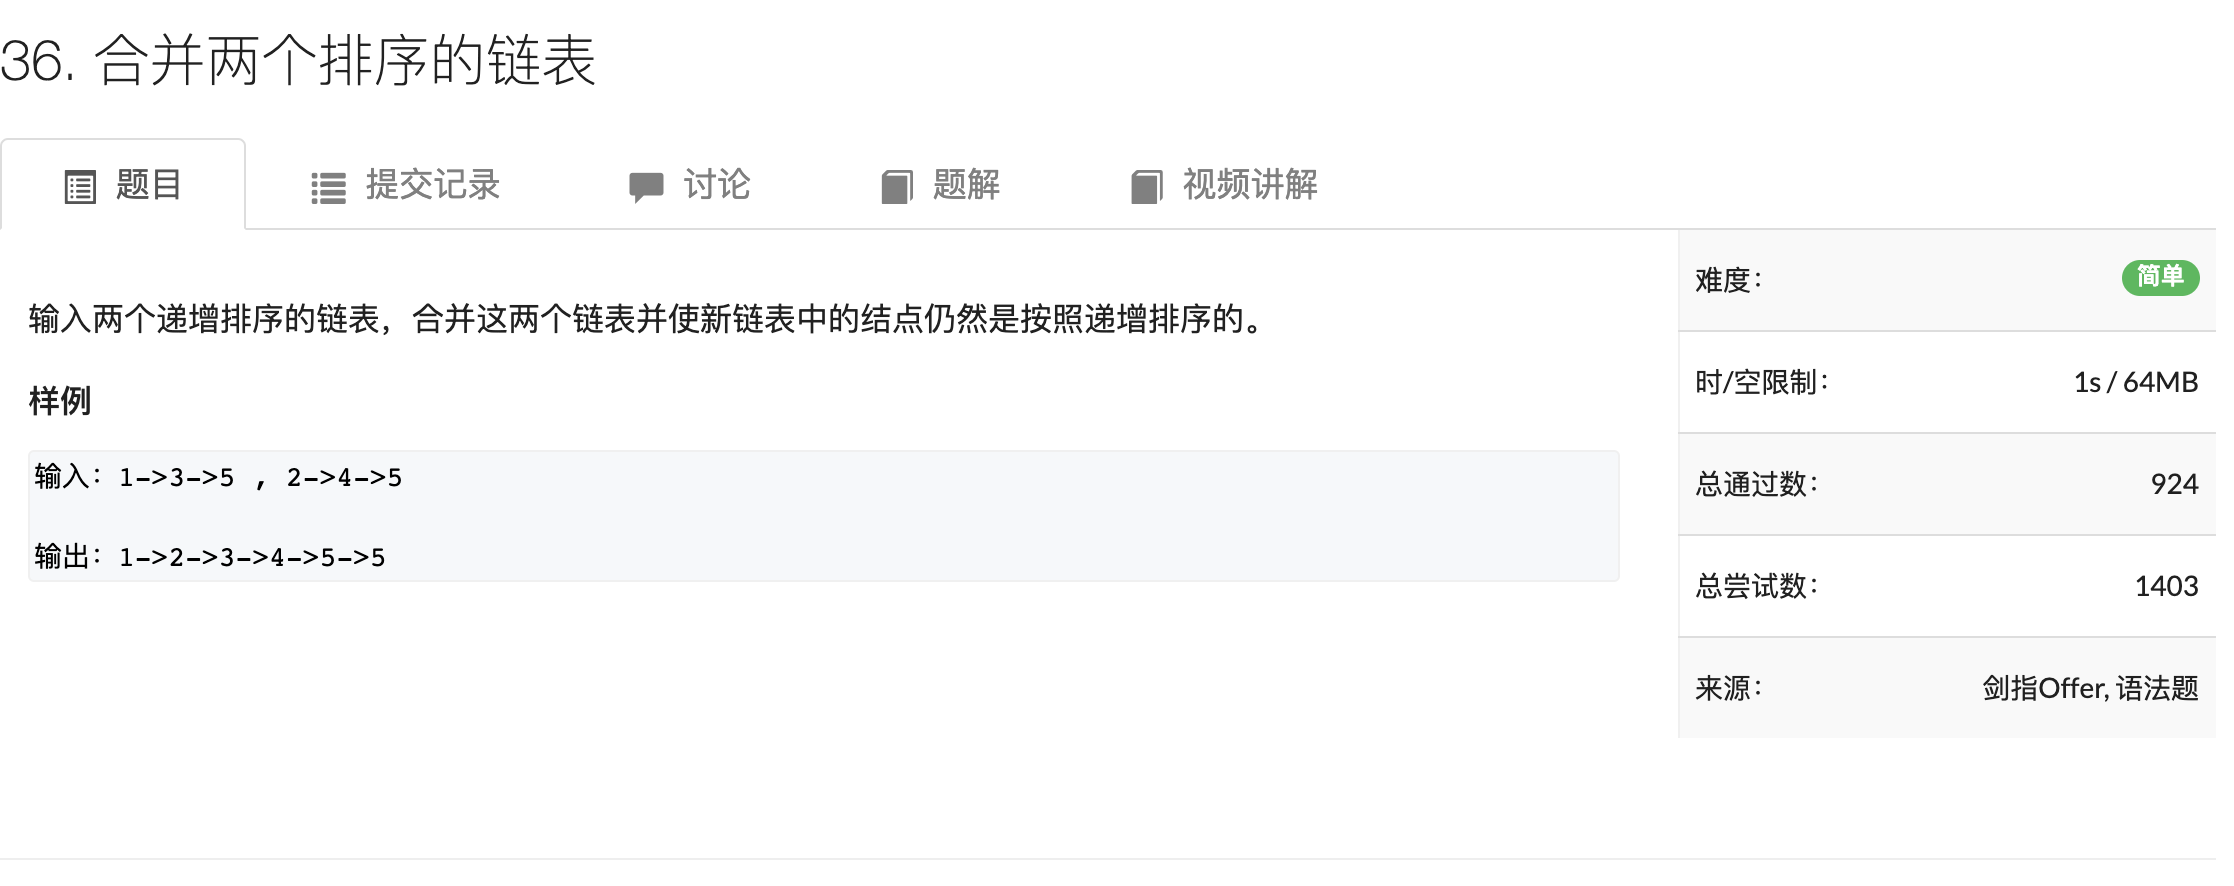 36. 合并两个排序的链表
题目 提交记录 讨论 题解 视频讲解
输入两个递增排序的链表，合并这两个链表并使新链表中的结点仍然是按照递增排序的。
样例
输入：1->3->5 , 2->4->5
输出：1->2->3->4->5->5
难度： 简单
时/空限制： 1s / 64MB
总通过数： 924
总尝试数： 1403
来源： 剑指Offer, 语法题